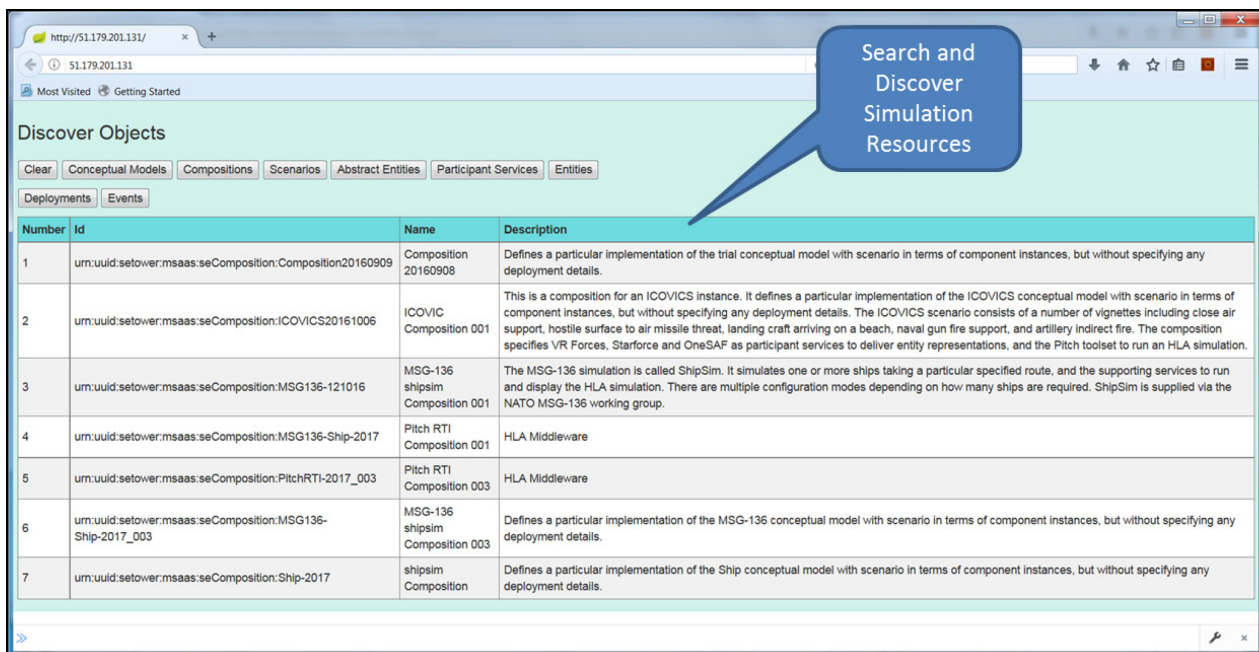 http://51.179.201.131/
51.179.201.131
Most Visited Getting Started
Search and
Discover
Simulation
Resources
Discover Objects
Clear Conceptual Models Compositions Scenarios Abstract Entities Participant Services Entities
Deployments Events
Number Id Name Description
1 urn:uuid:setower:msaas:seComposition:Composition20160909 Composition
20160908 Defines a particular implementation of the trial conceptual model with scenario in terms of component instances, but without specifying any
deployment details.
2 urn:uuid:setower:msaas:seComposition:ICOVICS20161006 ICOVIC
Composition 001 This is a composition for an ICOVICS instance. It defines a particular implementation of the ICOVICS conceptual model with scenario in terms of
component instances, but without specifying any deployment details. The ICOVICS scenario consists of a number of vignettes including close air
support, hostile surface to air missile threat, landing craft arriving on a beach, naval gun fire support, and artillery indirect fire. The composition
specifies VR Forces, Starforce and OneSAF as participant services to deliver entity representations, and the Pitch toolset to run an HLA simulation.
3 urn:uuid:setower:msaas:seComposition:MSG136-121016 MSG-136
shipsim
Composition 001 The MSG-136 simulation is called ShipSim. It simulates one or more ships taking a particular specified route, and the supporting services to run
and display the HLA simulation. There are multiple configuration modes depending on how many ships are required. ShipSim is supplied via the
NATO MSG-136 working group.
4 urn:uuid:setower:msaas:seComposition:MSG136-Ship-2017 Pitch RTI
Composition 001 HLA Middleware
5 urn:uuid:setower:msaas:seComposition:PitchRTI-2017_003 Pitch RTI
Composition 003 HLA Middleware
6 urn:uuid:setower:msaas:seComposition:MSG136-
Ship-2017_003 MSG-136
shipsim
Composition 003 Defines a particular implementation of the MSG-136 conceptual model with scenario in terms of component instances, but without specifying any
deployment details.
7 urn:uuid:setower:msaas:seComposition:Ship-2017 shipsim
Composition Defines a particular implementation of the Ship conceptual model with scenario in terms of component instances, but without specifying any
deployment details.